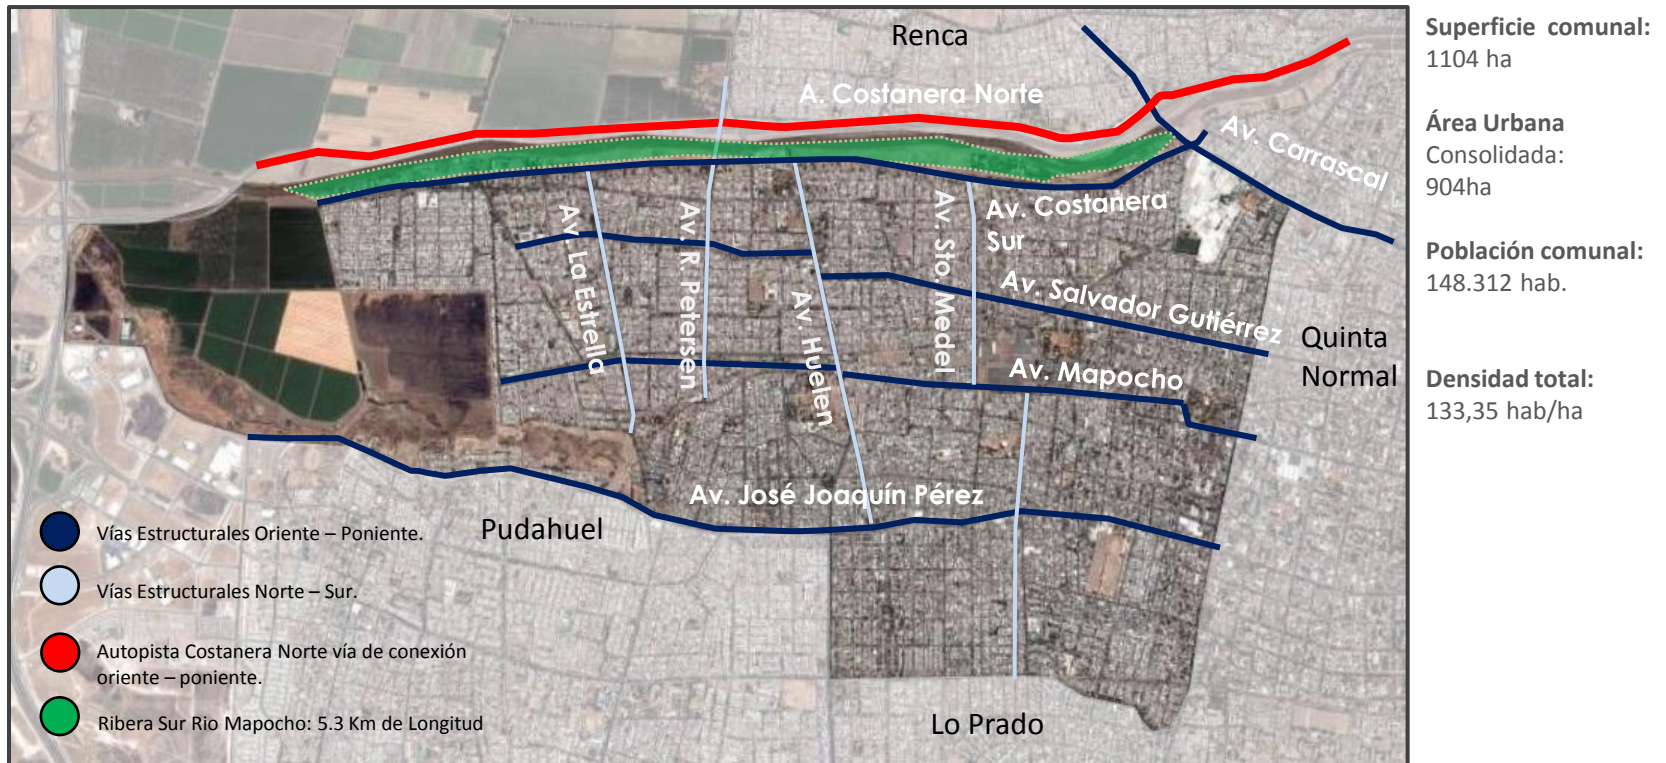 Renca
A. Costanera Norte
Av. Carrascal
Av. Costanera
Sur
Av. La Estrella
Av. R. Petersen
Av. Huelen
Av. Sto. Medel
Av. Salvador Gutiérrez
Quinta
Normal
Av. Mapocho
Av. José Joaquín Pérez
Pudahuel
Lo Prado
Vías Estructurales Oriente – Poniente.
Vías Estructurales Norte – Sur.
Autopista Costanera Norte vía de conexión
oriente – poniente.
Ribera Sur Rio Mapocho: 5.3 Km de Longitud
Superficie comunal:
1104 ha
Área Urbana
Consolidada:
904ha
Población comunal:
148.312 hab.
Densidad total:
133,35 hab/ha